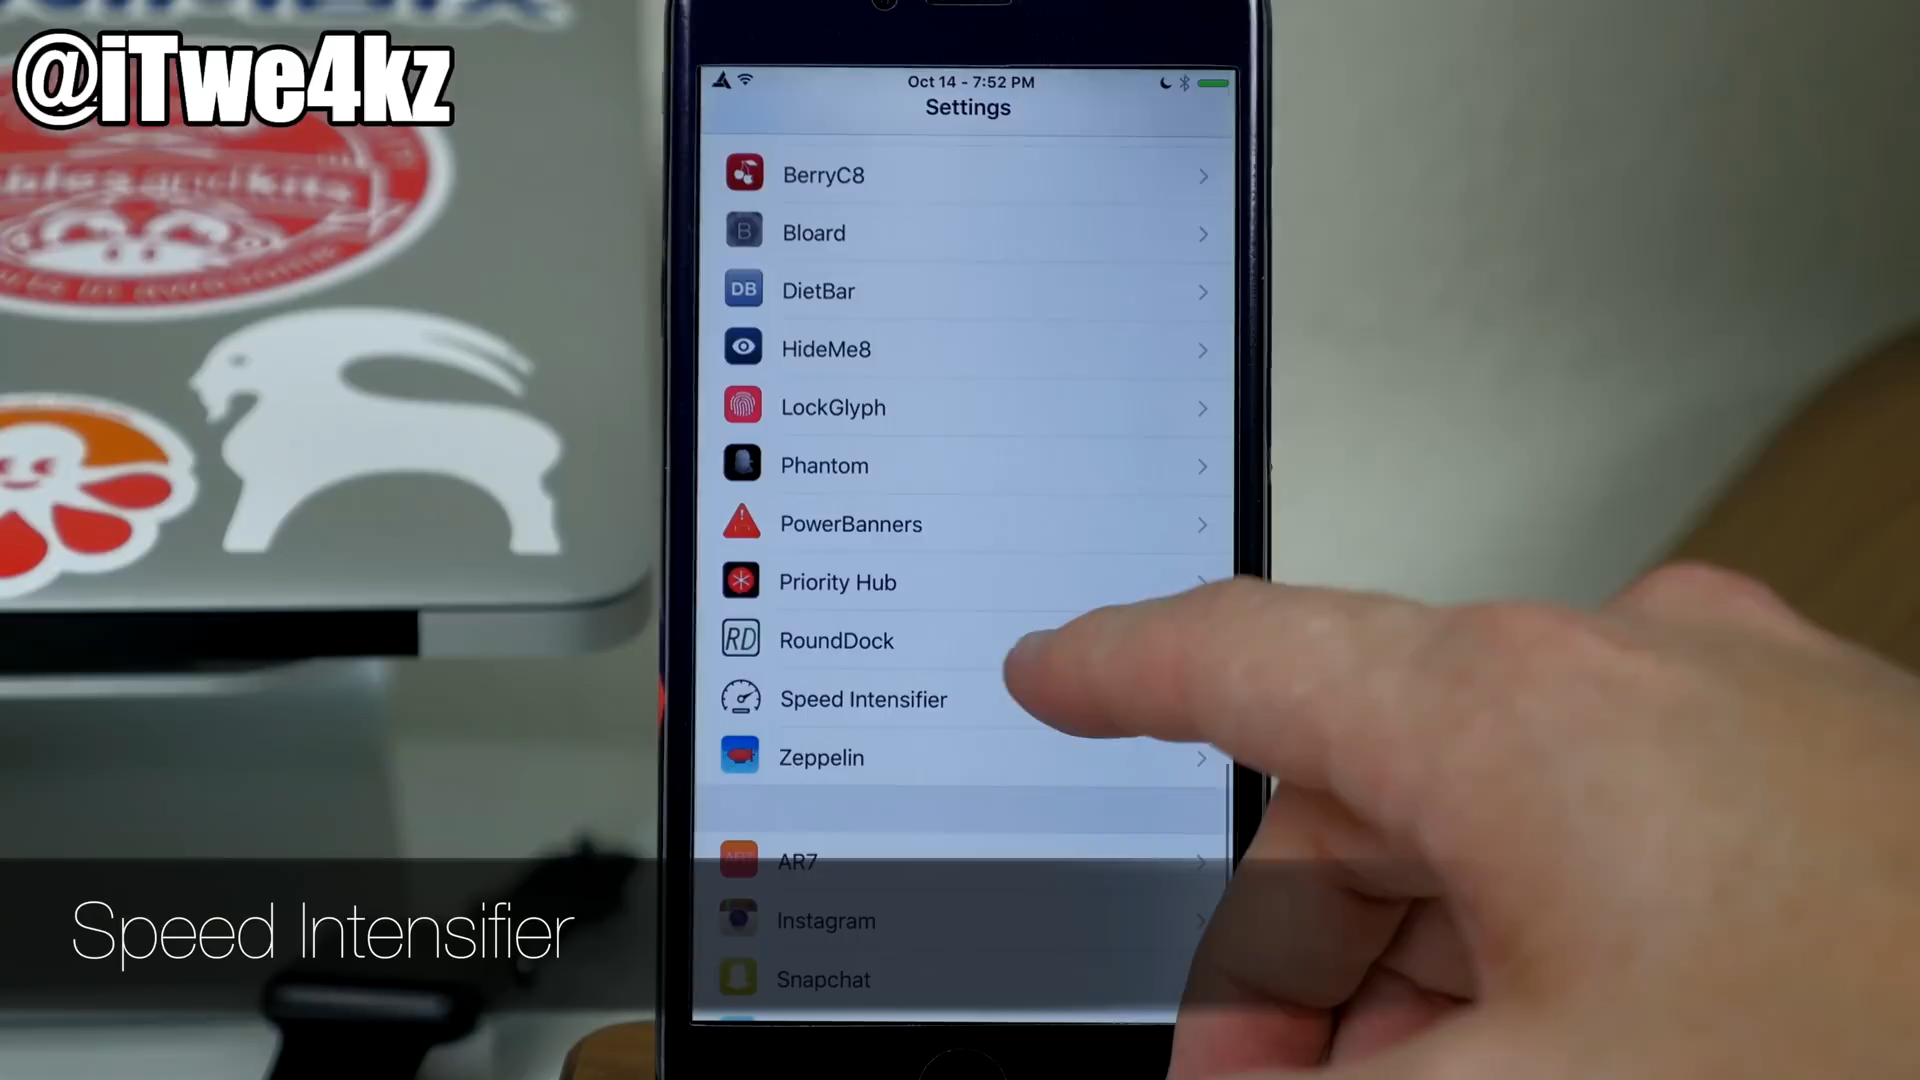 @iTwe4kz
Oct 14 - 7:52 PM
Settings
BerryC8
B
Bloard
DB
DietBar
HideMe8
LockGlyph
Phantom
PowerBanners
Priority Hub
RD
RoundDock
Speed Intensifier
Zeppelin
AR7
Instagram
Snapchat
Speed Intensifier